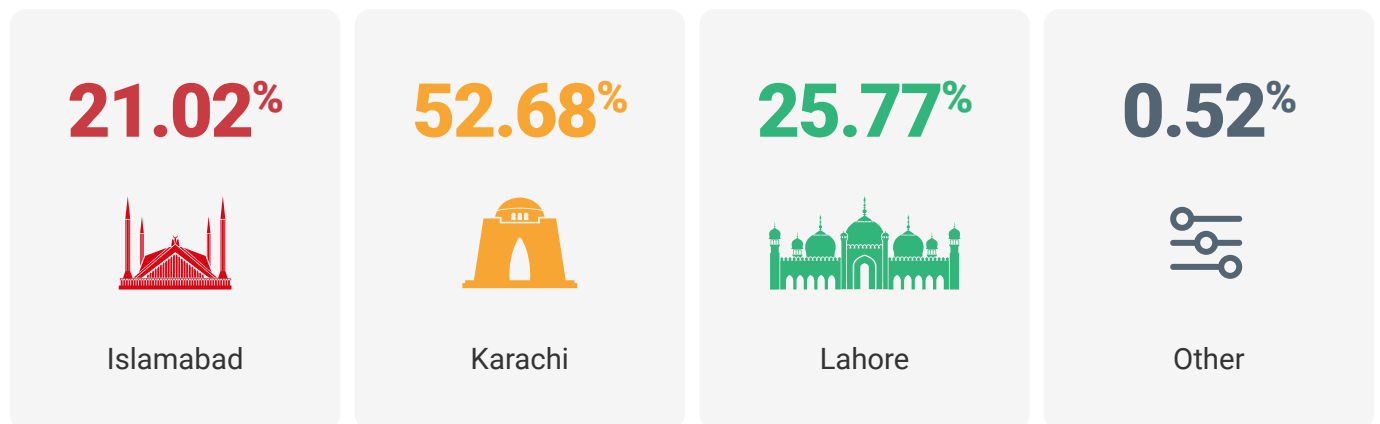 21.02%
52.68%
25.77%
0.52%
Islamabad
Karachi
Lahore
Other